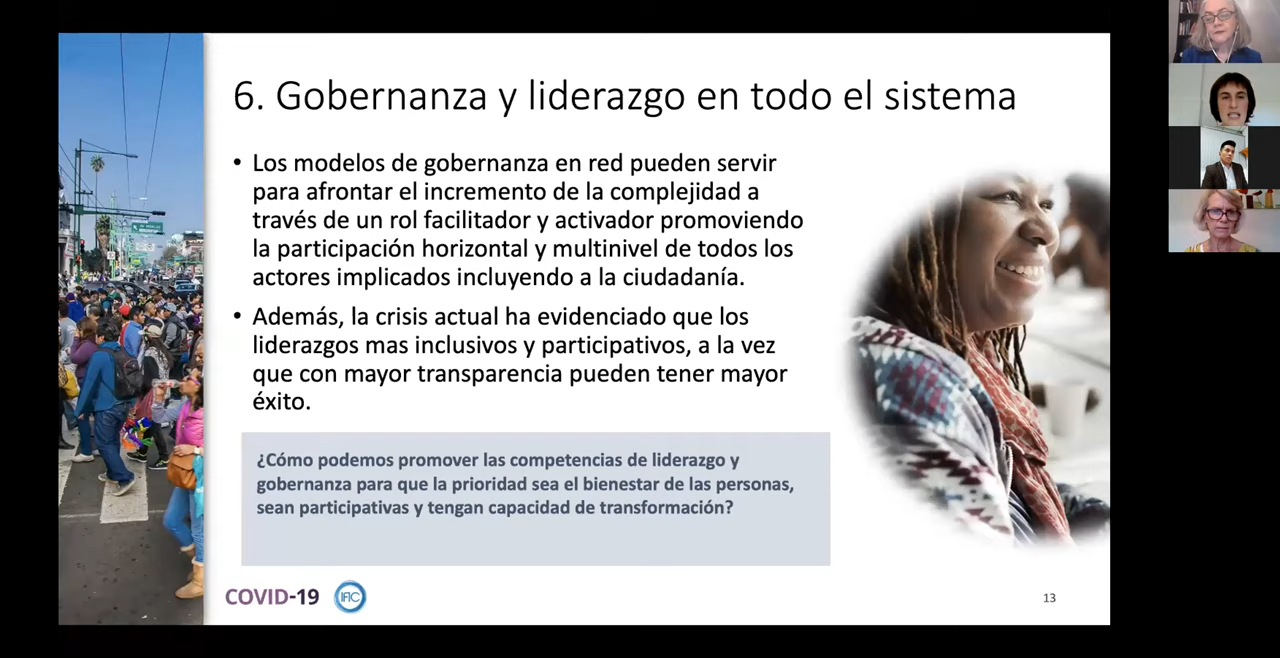 6. Gobernanza y liderazgo en todo el sistema
• Los modelos de gobernanza en red pueden servir
para afrontar el incremento de la complejidad a
través de un rol facilitador y activador promoviendo
la participación horizontal y multinivel de todos los
actores implicados incluyendo a la ciudadanía.
• Además, la crisis actual ha evidenciado que los
liderazgos mas inclusivos y participativos, a la vez
que con mayor transparencia pueden tener mayor
éxito.
¿Cómo podemos promover las competencias de liderazgo y
gobernanza para que la prioridad sea el bienestar de las personas,
sean participativas y tengan capacidad de transformación?
COVID-19 IFIC
13